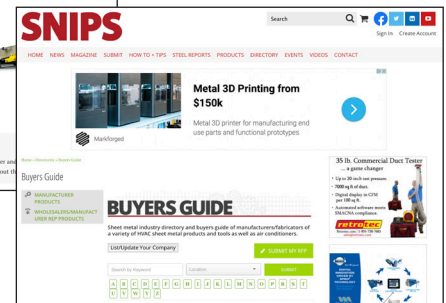 SNIPS
Search
Sign In Create Account
HOME NEWS MAGAZINE SUBMIT HOW TO + TIPS STEEL REPORTS PRODUCTS DIRECTORY EVENTS VIDEOS CONTACT
Metal 3D Printing from
$150k
Metal 3D printer for manufacturing end
use parts and functional prototypes
Markforged
Home » Directories » Buyers Guide
Buyers Guide
MANUFACTURER
PRODUCTS
WHOLESALERS/MANUFACT
URER REP PRODUCTS
BUYERS GUIDE
Sheet metal industry directory and buyers guide of manufacturers/fabricators of
a variety of HVAC sheet metal products and tools as well as air conditioners.
List/Update Your Company
SUBMIT MY RFP
Search by Keyword
Location
SUBMIT
A B C D E F G H I J K L M N O P R S T
U V W Y Z
35 lb. Commercial Duct Tester
... a game changer
• Up to 20 inch wct pressure.
• 7000 sq ft of duct.
• Digital display in CFM
per 100 sq ft.
• Automated software meets
SMACNA compliance.
retrotec
er and
out th